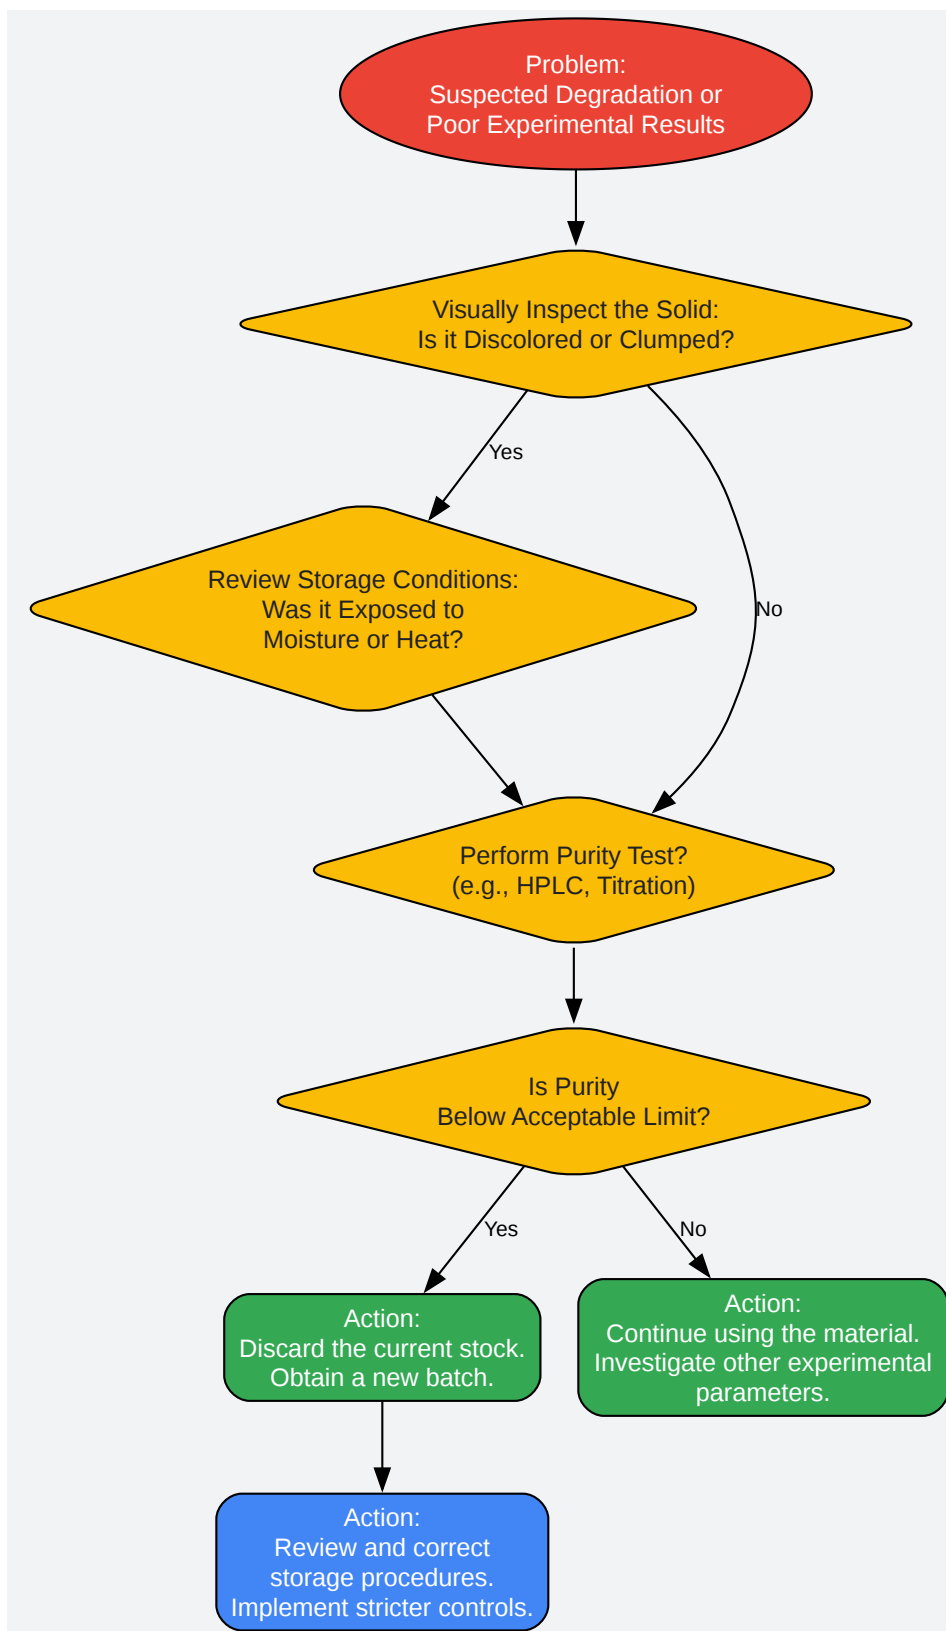 Problem:
Suspected Degradation or
Poor Experimental Results
Visually Inspect the Solid:
Is it Discolored or Clumped?
Yes
Review Storage Conditions:
Was it Exposed to
Moisture or Heat?
No
Perform Purity Test?
(e.g., HPLC, Titration)
Is Purity
Below Acceptable Limit?
Yes
No
Action:
Discard the current stock.
Obtain a new batch.
Action:
Continue using the material.
Investigate other experimental
parameters.
Action:
Review and correct
storage procedures.
Implement stricter controls.